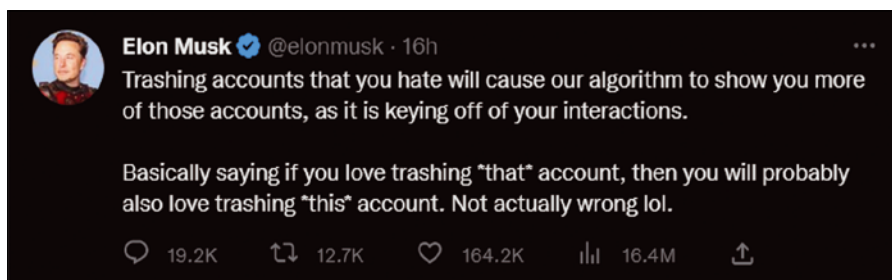 Elon Musk @elonmusk · 16h
Trashing accounts that you hate will cause our algorithm to show you more
of those accounts, as it is keying off of your interactions.
Basically saying if you love trashing *that* account, then you will probably
also love trashing *this* account. Not actually wrong lol.
19.2K 12.7K 164.2K 16.4M